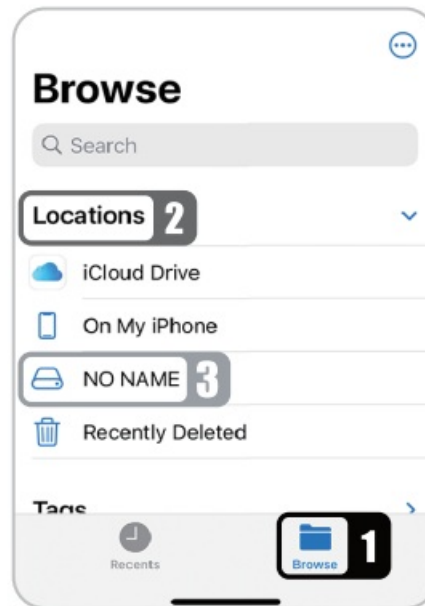 Browse
Search
Locations 2
iCloud Drive
On My iPhone
NO NAME 3
Recently Deleted
Tags
Recents
Browse 1